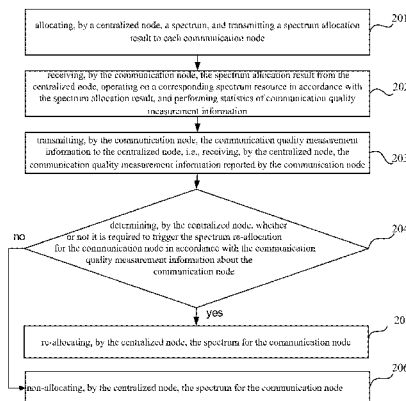 allocating, by a centralized node, a spectrum, and transmitting a spectrum allocation
result to each communication node
201
receiving, by the communication node, the spectrum allocation result from the
centralized node, operating on a corresponding spectrum resource in accordance with
the spectrum allocation result, and performing statistics of communication quality
measurement information
202
transmitting, by the communication node, the communication quality measurement
information to the centralized node, i.e., receiving, by the centralized node, the
communication quality measurement information reported by the communication node
203
determining, by the centralized node, whether
or not it is required to trigger the spectrum re-allocation
for the communication node in accordance with the communication
quality measurement information about the
communication node
204
no
yes
20
re-allocating, by the centralized node, the spectrum for the communication node
206
non-allocating, by the centralized node, the spectrum for the communication node